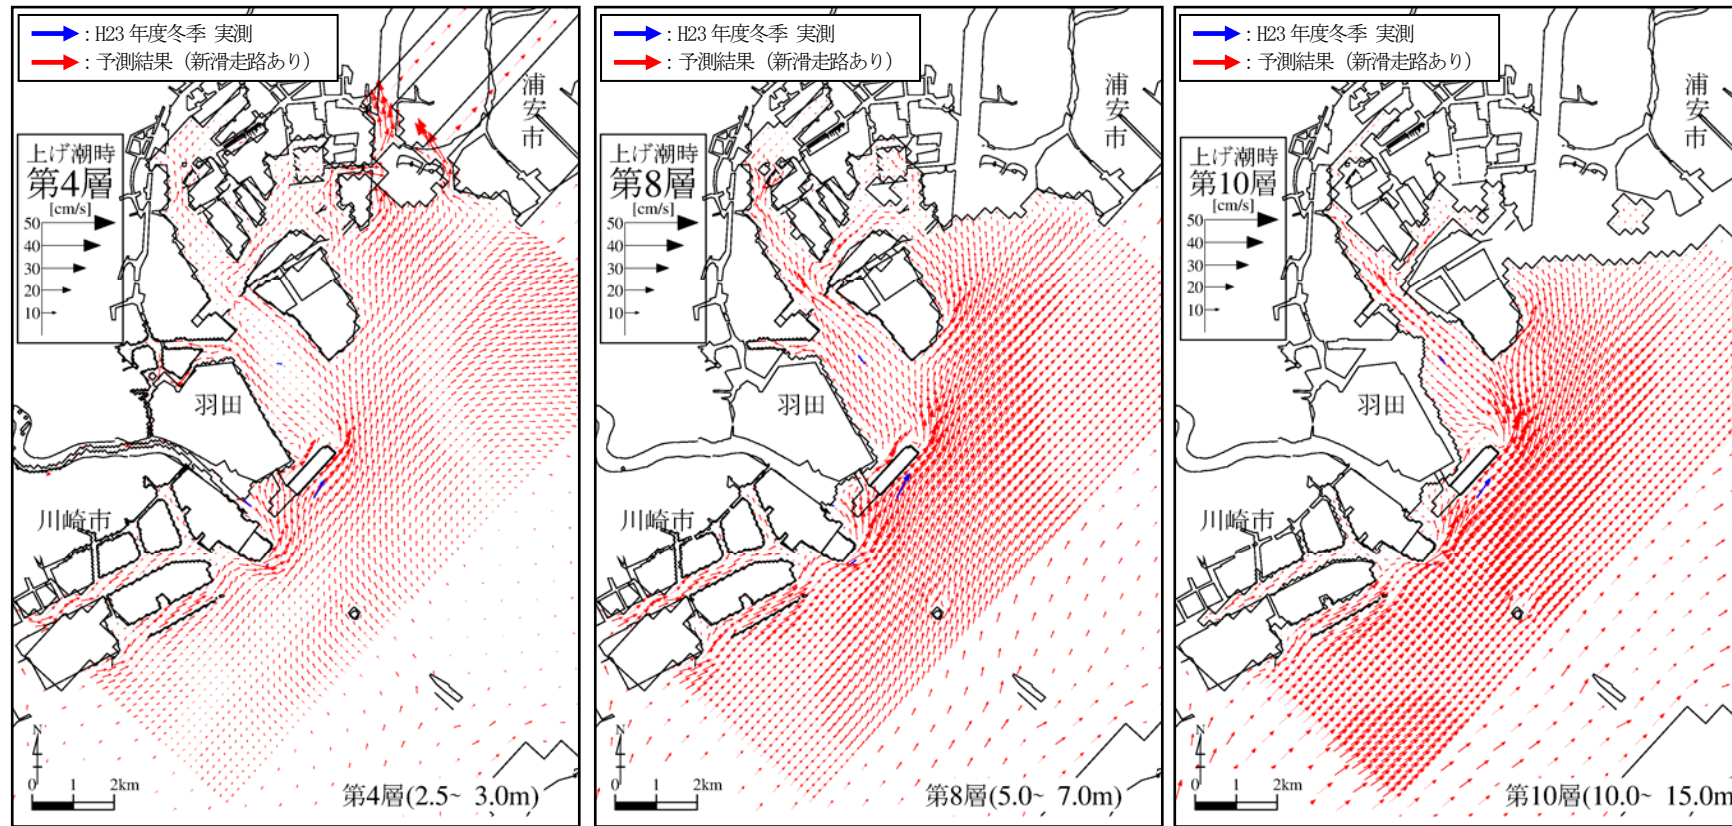 : H23 年度冬季 実測
: 予測結果（新滑走路あり）
浦安市
上げ潮時
第4層
[cm/s]
50
40
30
20
10
羽田
川崎市
N
0 1 2km
第4層(2.5~ 3.0m)
: H23 年度冬季 実測
: 予測結果（新滑走路あり）
浦安市
上げ潮時
第8層
[cm/s]
50
40
30
20
10
羽田
川崎市
N
0 1 2km
第8層(5.0~ 7.0m)
: H23 年度冬季 実測
: 予測結果（新滑走路あり）
浦安市
上げ潮時
第10層
[cm/s]
50
40
30
20
10
羽田
川崎市
N
0 1 2km
第10層(10.0~ 15.0m